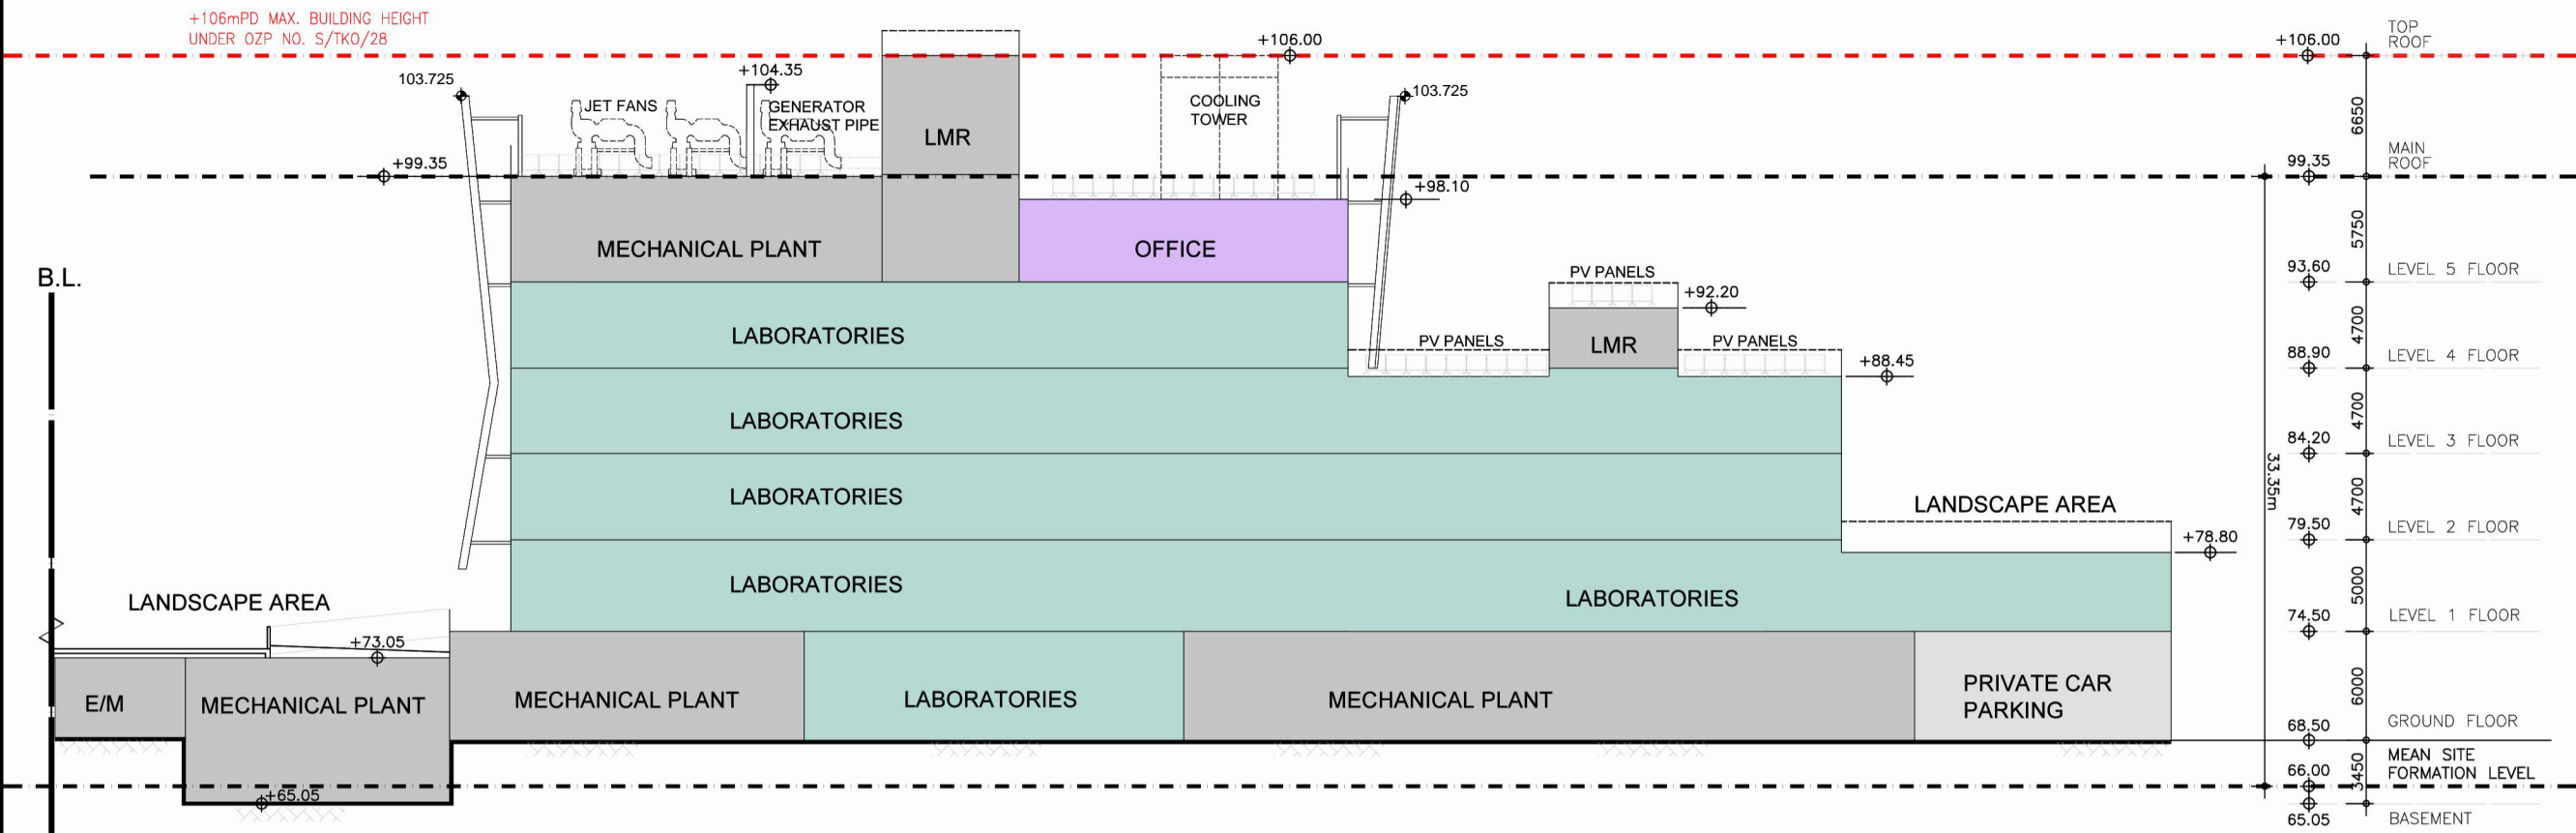 +106mPD MAX. BUILDING HEIGHT
UNDER OZP NO. S/TKO/28
+106.00
+106.00
TOP
ROOF
103.725
+104.35
JET FANS
GENERATOR
EXHAUST PIPE
LMR
COOLING
TOWER
103.725
6650
+99.35
99.35
MAIN
ROOF
+98.10
MECHANICAL PLANT
OFFICE
5750
B.L.
PV PANELS
93.60
LEVEL 5 FLOOR
+92.20
LABORATORIES
PV PANELS
LMR
PV PANELS
4700
+88.45
88.90
LEVEL 4 FLOOR
LABORATORIES
4700
84.20
LEVEL 3 FLOOR
33.35m
LABORATORIES
LANDSCAPE AREA
4700
79.50
LEVEL 2 FLOOR
+78.80
LABORATORIES
LABORATORIES
5000
LANDSCAPE AREA
74.50
LEVEL 1 FLOOR
+73.05
E/M
MECHANICAL PLANT
MECHANICAL PLANT
LABORATORIES
MECHANICAL PLANT
PRIVATE CAR
PARKING
6000
68.50
GROUND FLOOR
66.00
MEAN SITE
FORMATION LEVEL
3450
+65.05
65.05
BASEMENT